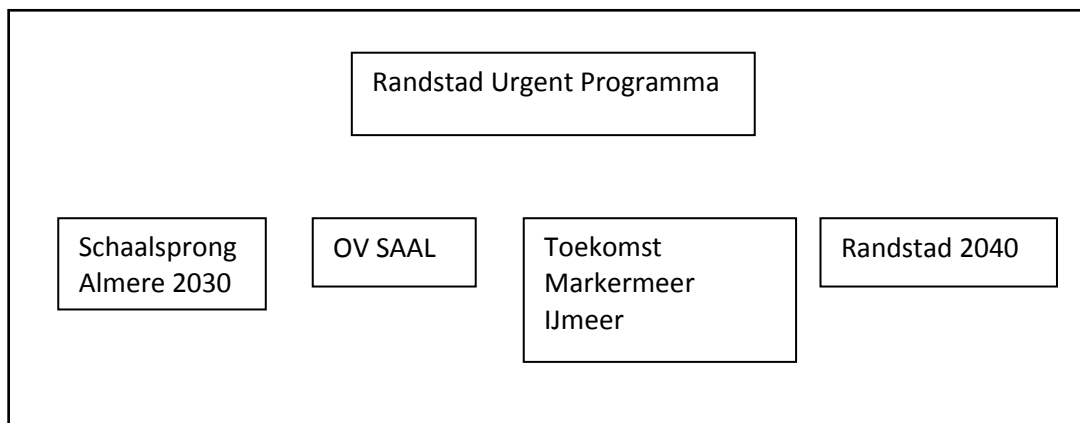 Randstad Urgent Programma
Schaalsprong
Almere 2030
OV SAAL
Toekomst
Markermeer
IJmeer
Randstad 2040